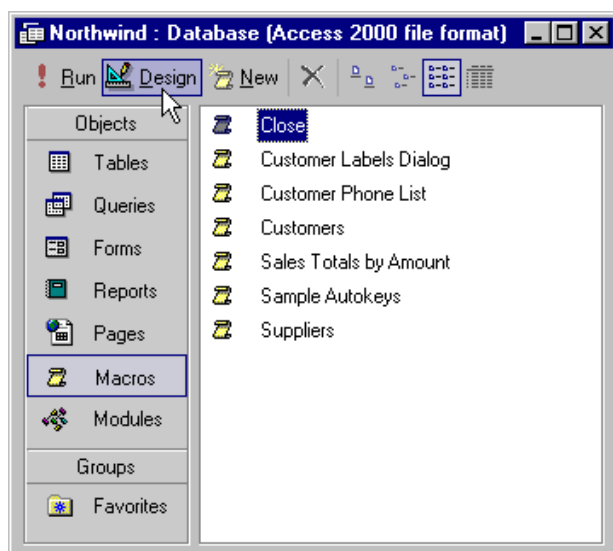 Northwind : Database (Access 2000 file format)
Run Design New
Objects
Tables
Queries
Forms
Reports
Pages
Macros
Modules
Groups
Favorites
Close
Customer Labels Dialog
Customer Phone List
Customers
Sales Totals by Amount
Sample Autokeys
Suppliers